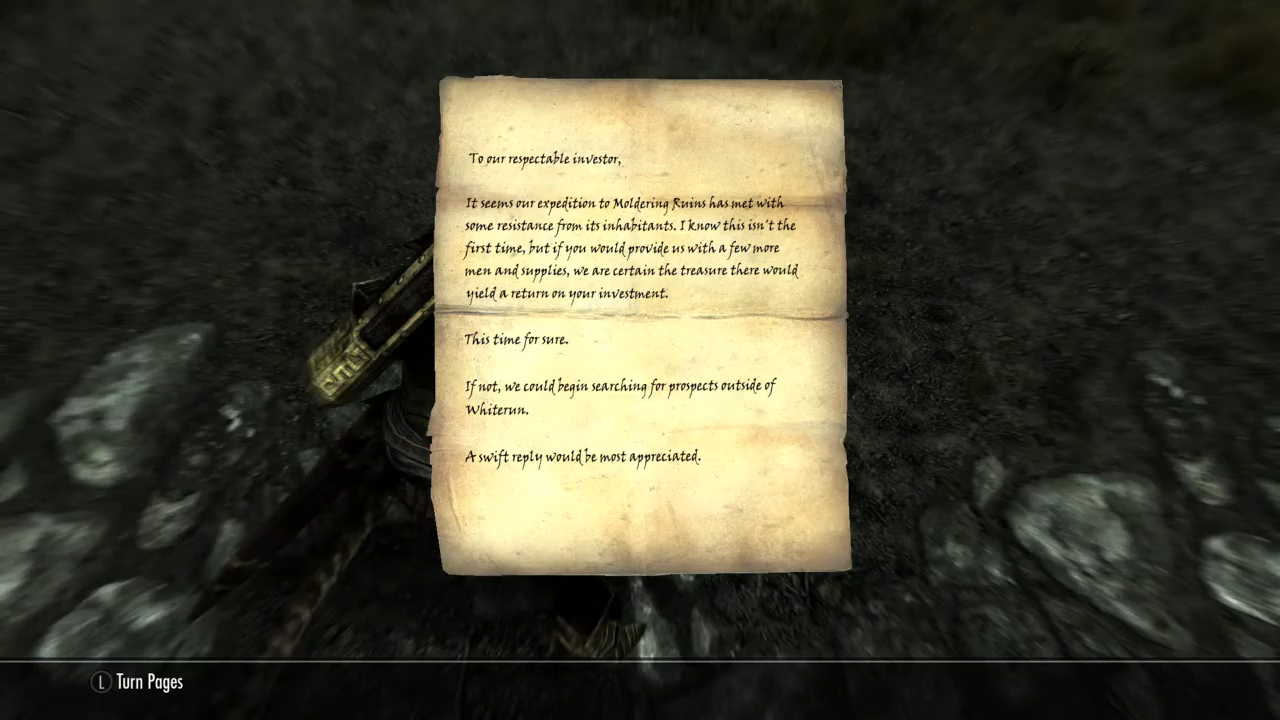 To our respectable investor,
It seems our expedition to Moldering Ruins has met with
some resistance from its inhabitants. I know this isn't the
first time, but if you would provide us with a few more
men and supplies, we are certain the treasure there would
yield a return on your investment.
This time for sure.
If not, we could begin searching for prospects outside of
Whiterun.
A swift reply would be most appreciated.
L Turn Pages